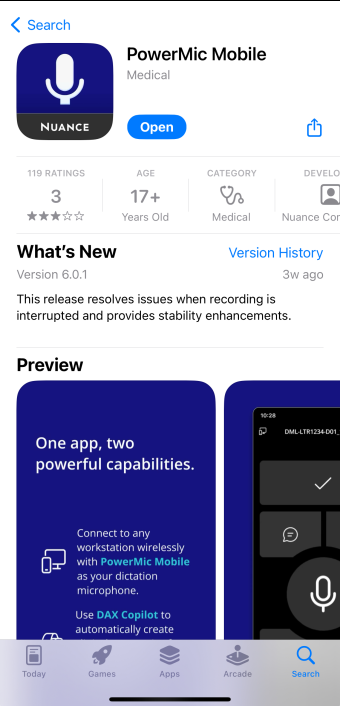 Search
PowerMic Mobile
Medical
NUANCE
Open
119 RATINGS
AGE
CATEGORY
DEVELO
3
17+
Years Old
Medical
Nuance Con
What's New
Version History
Version 6.0.1
3w ago
This release resolves issues when recording is
interrupted and provides stability enhancements.
Preview
One app, two
powerful capabilities.
Connect to any
workstation wirelessly
with PowerMic Mobile
as your dictation
microphone.
Use DAX Copilot to
automatically create
10:28
DML-LTR1234-D01_
Today
Games
Apps
Arcade
Search